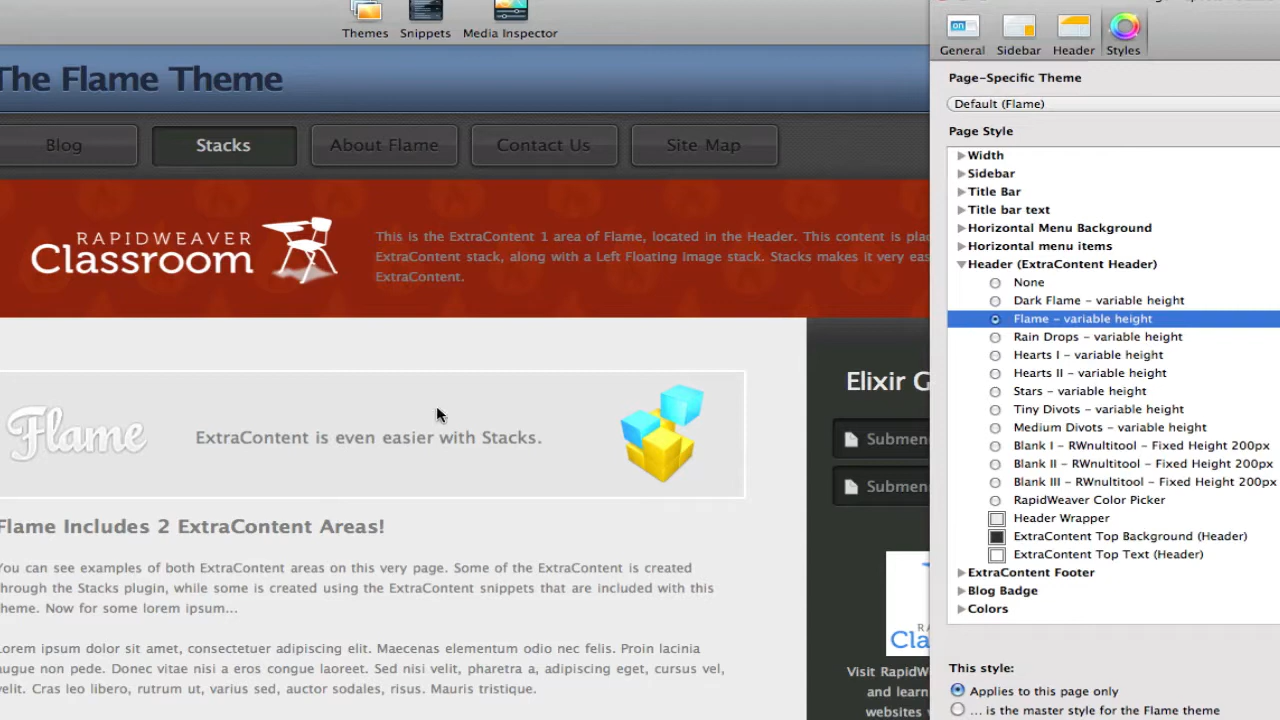 Themes Snippets Media Inspector
General Sidebar Header Styles
The Flame Theme
Blog Stacks About Flame Contact Us Site Map
RAPIDWEAVER
Classroom
This is the ExtraContent 1 area of Flame, located in the Header. This content is
ExtraContent stack, along with a Left Floating Image stack. Stacks makes it very
ExtraContent.
Flame
ExtraContent is even easier with Stacks.
Flame Includes 2 ExtraContent Areas!
You can see examples of both ExtraContent areas on this very page. Some of the ExtraContent is created
through the Stacks plugin, while some is created using the ExtraContent snippets that are included with this
theme. Now for some lorem ipsum...
Lorem ipsum dolor sit amet, consectetuer adipiscing elit. Maecenas elementum odio nec felis. Proin lacinia
augue non pede. Donec vitae nisi a eros congue laoreet. Sed nisi velit, pharetra a, adipiscing eget, cursus vel,
velit. Cras leo libero, rutrum ut, varius sed, auctor sodales, risus. Mauris tristique.
Elixir G
Submen
Submen
Cla
Visit RapidW
and learn
websites
Page-Specific Theme
Default (Flame)
Page Style
Width
Sidebar
Title Bar
Title bar text
Horizontal Menu Background
Horizontal menu items
Header (ExtraContent Header)
None
Dark Flame – variable height
Flame – variable height
Rain Drops – variable height
Hearts I – variable height
Hearts II – variable height
Stars – variable height
Tiny Divots – variable height
Medium Divots – variable height
Blank I – RWnultitool – Fixed Height 200px
Blank II – RWnultitool – Fixed Height 200px
Blank III – RWnultitool – Fixed Height 200px
RapidWeaver Color Picker
Header Wrapper
ExtraContent Top Background (Header)
ExtraContent Top Text (Header)
ExtraContent Footer
Blog Badge
Colors
This style:
Applies to this page only
... is the master style for the Flame theme